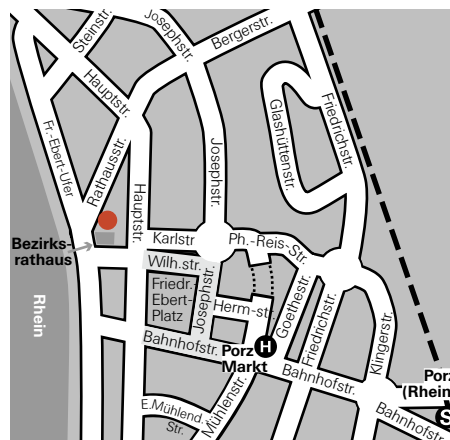 Steinstr.
Josephstr.
Bergerstr.
Hauptstr.
Fr.-Ebert-Ufer
Rathausstr.
Hauptstr.
Josephstr.
Glashüttenstr.
Friedrichstr.
Bezirks-
rathaus
Karlstr
Ph.-Reis-Str.
Wilh.str.
Rhein
Friedr.-
Ebert-
Platz
Josephstr.
Herm-str.
Goethestr.
Friedrichstr.
Klingerstr.
Bahnhofstr.
Porz
Markt
H
Bahnhofstr.
Porz
(Rhein
S
E.Mühlend.
Str.
Mühlenstr.
Bahnhofstr.